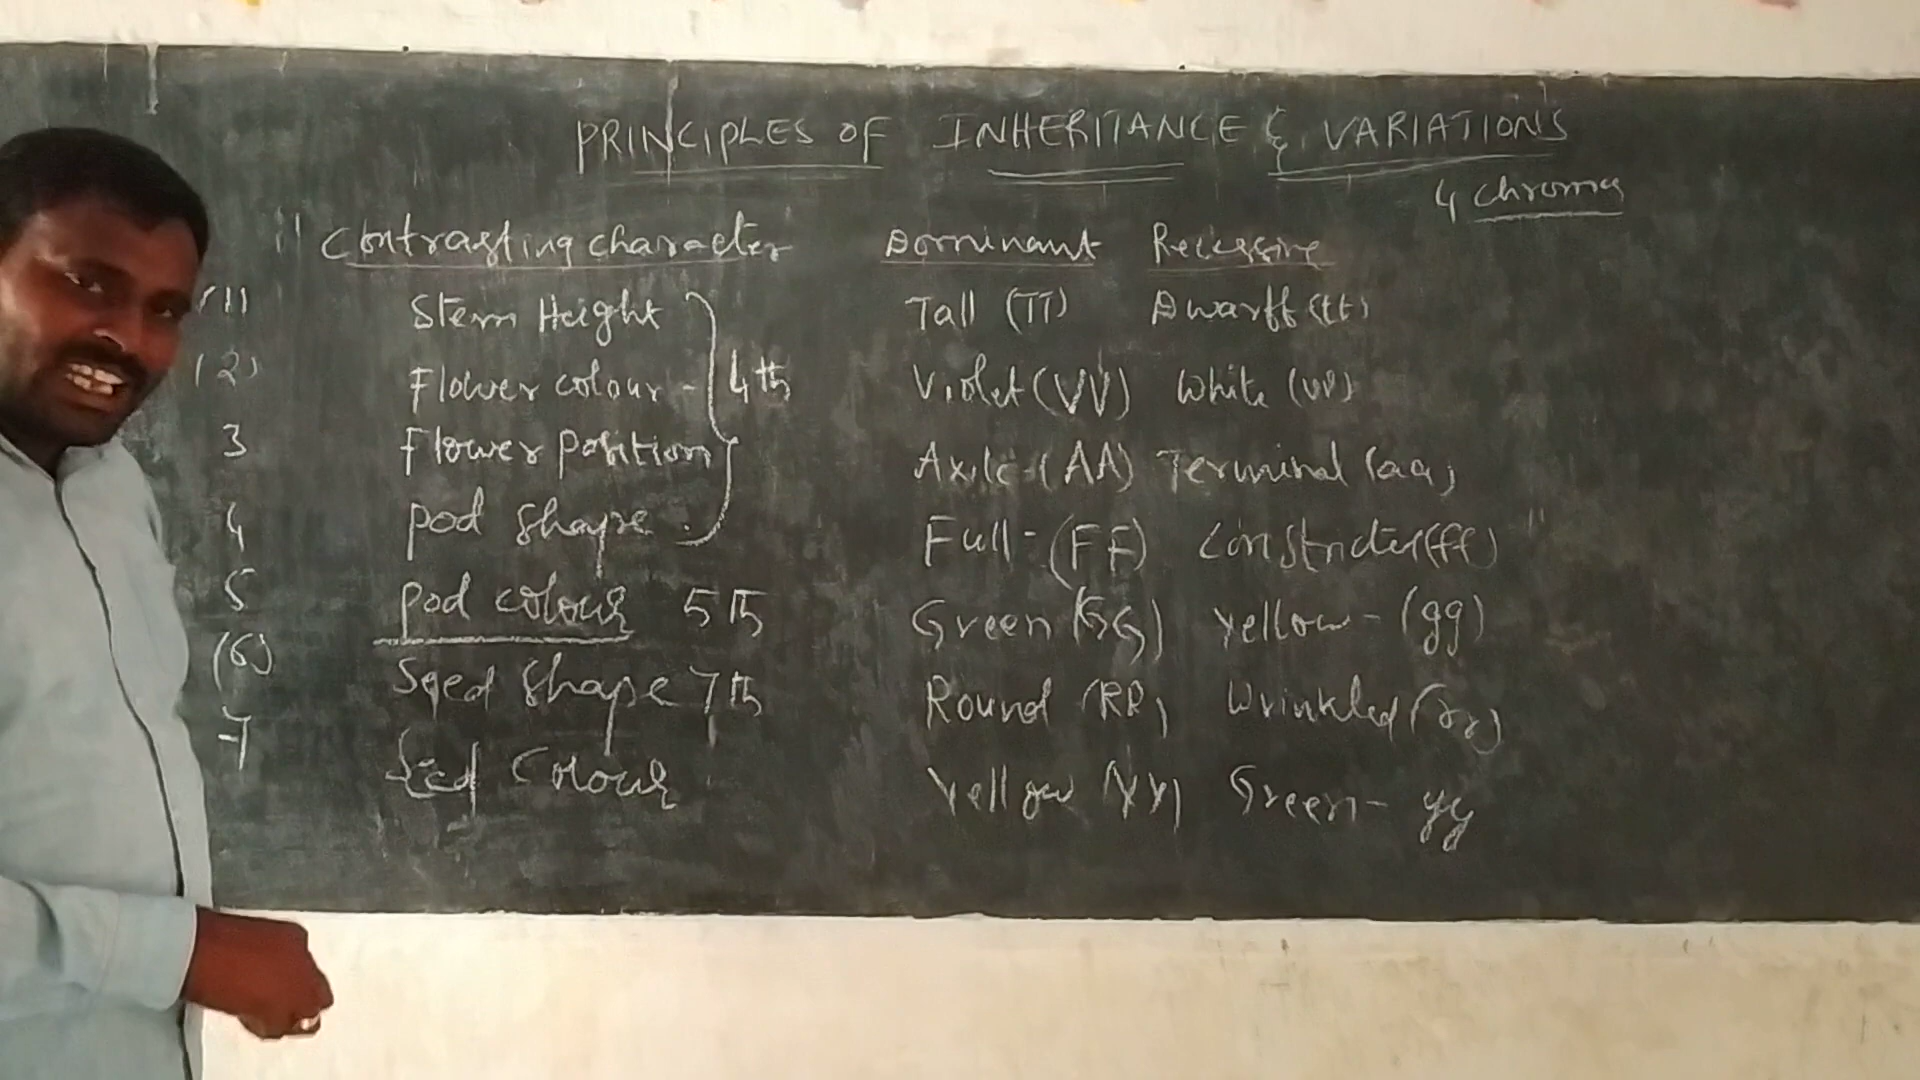 PRINCIPLES OF INHERITANCE & VARIATIONS
4 chromo
Contrasting character Dominant Recessive
(1) Stem Height Tall (TT) Dwarff (tt)
(2) Flower colour - 4th Violet (VV) White (vv)
3 Flower position Axile - (AA) Terminal (aa)
4 pod shape . Full - (FF) Constricted (ff)
5 pod colour 5th Green (GG) yellow - (gg)
(6) Seed shape 7th Round (RR) Wrinkled (rr)
7 Seed Colour Yellow (YY) Green - yy